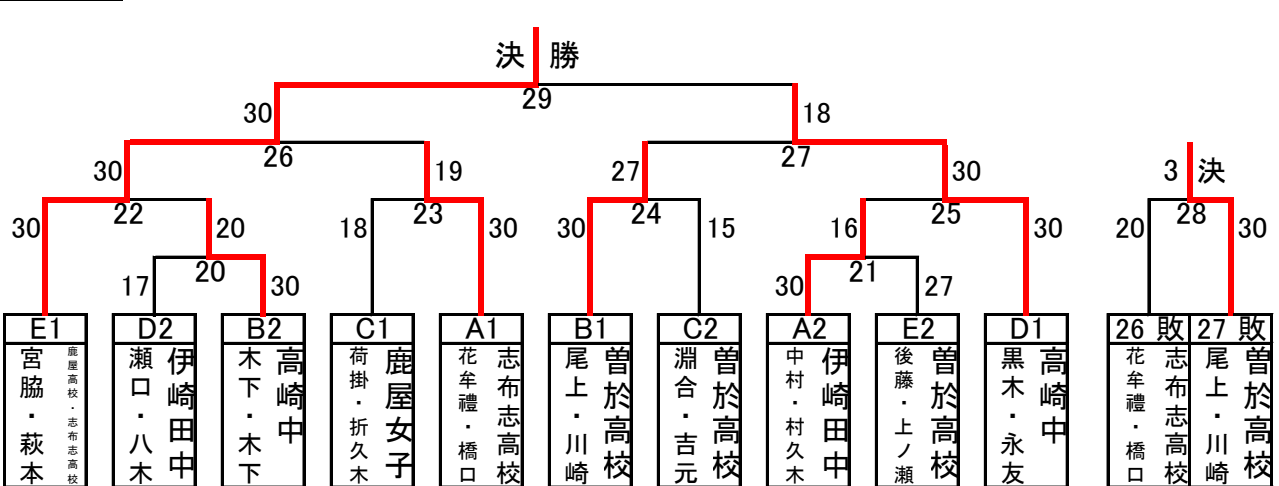 決 勝
29
30 18
26 27
30 19 27 30 3 決
22 23 24 25 28
30 20 18 30 30 15 16 30 20 30
20 21
17 30 30 27
E1 D2 B2 C1 A1 B1 C2 A2 E2 D1 26 敗 27 敗
鹿屋高校・志布志高校
宮脇・萩本
伊崎田中
瀬口・八木
高崎中
木下・木下
鹿屋女子
荷掛・折久木
志布志高校
花牟禮・橋口
曽於高校
尾上・川崎
曽於高校
淵合・吉元
伊崎田中
中村・村久木
曽於高校
後藤・上ノ瀬
高崎中
黒木・永友
志布志高校
花牟禮・橋口
曽於高校
尾上・川崎